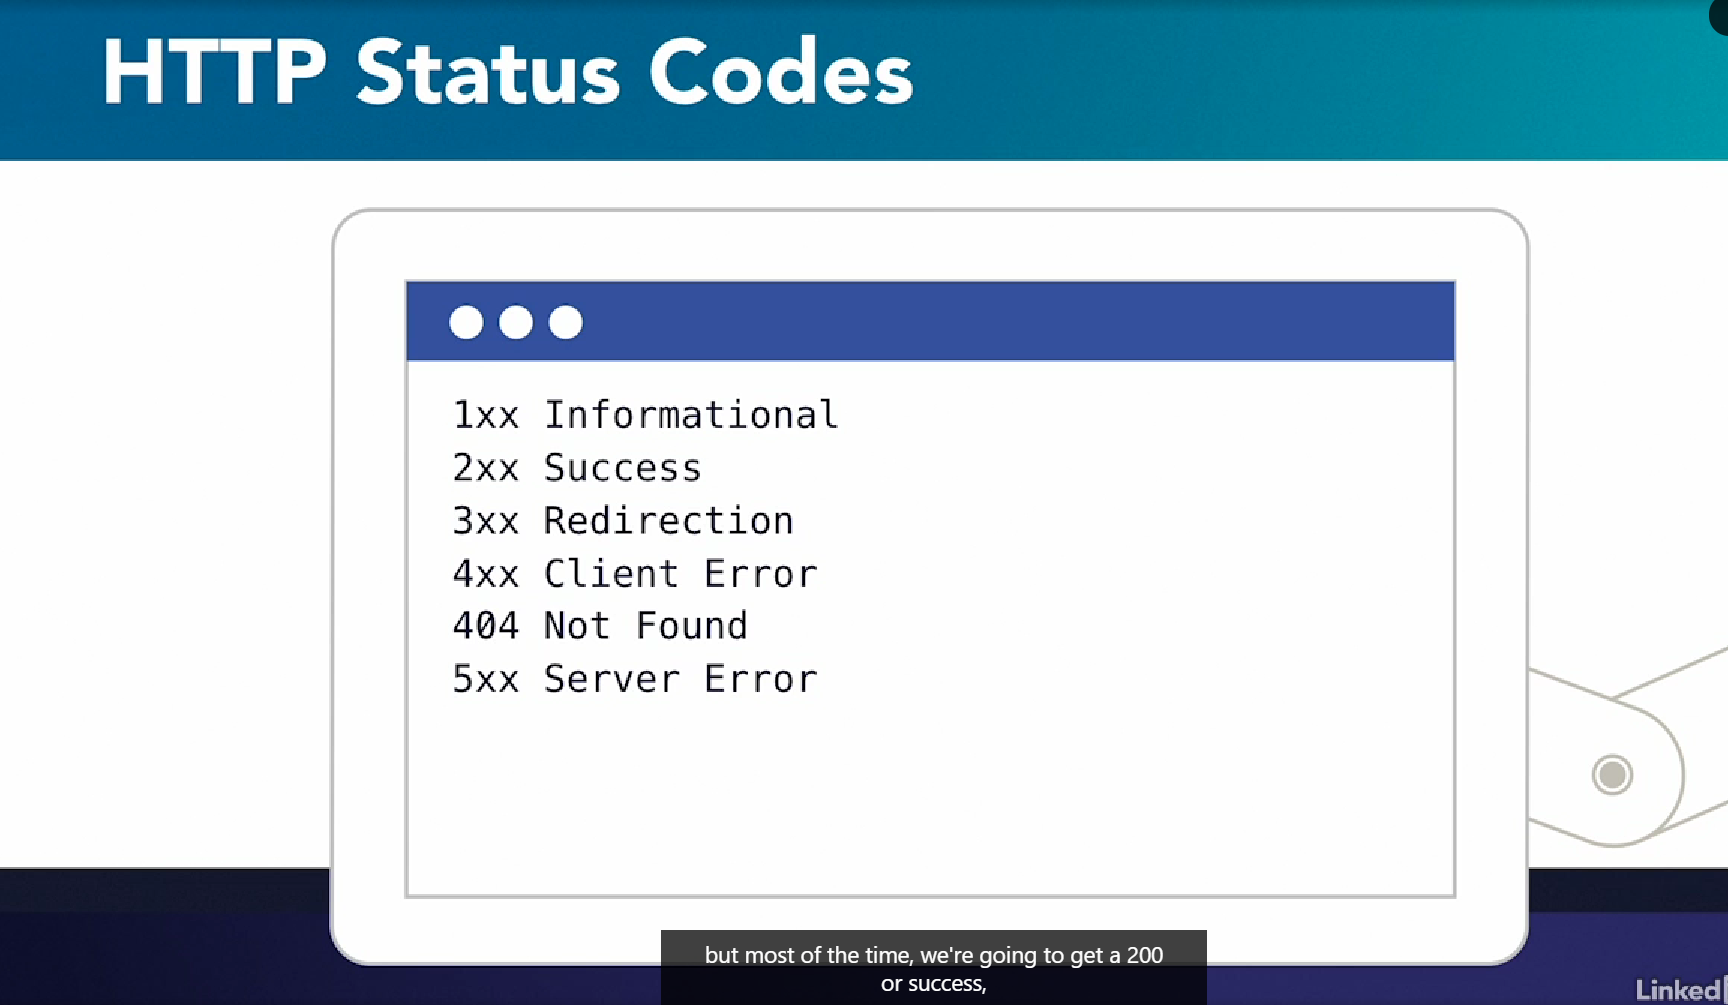 HTTP Status Codes
1xx Informational
2xx Success
3xx Redirection
4xx Client Error
404 Not Found
5xx Server Error
but most of the time, we're going to get a 200
or success,
Linked